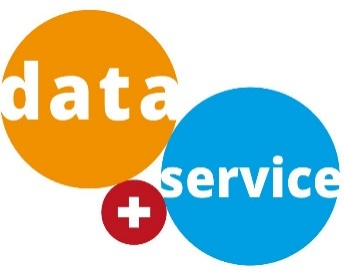 data
+
service